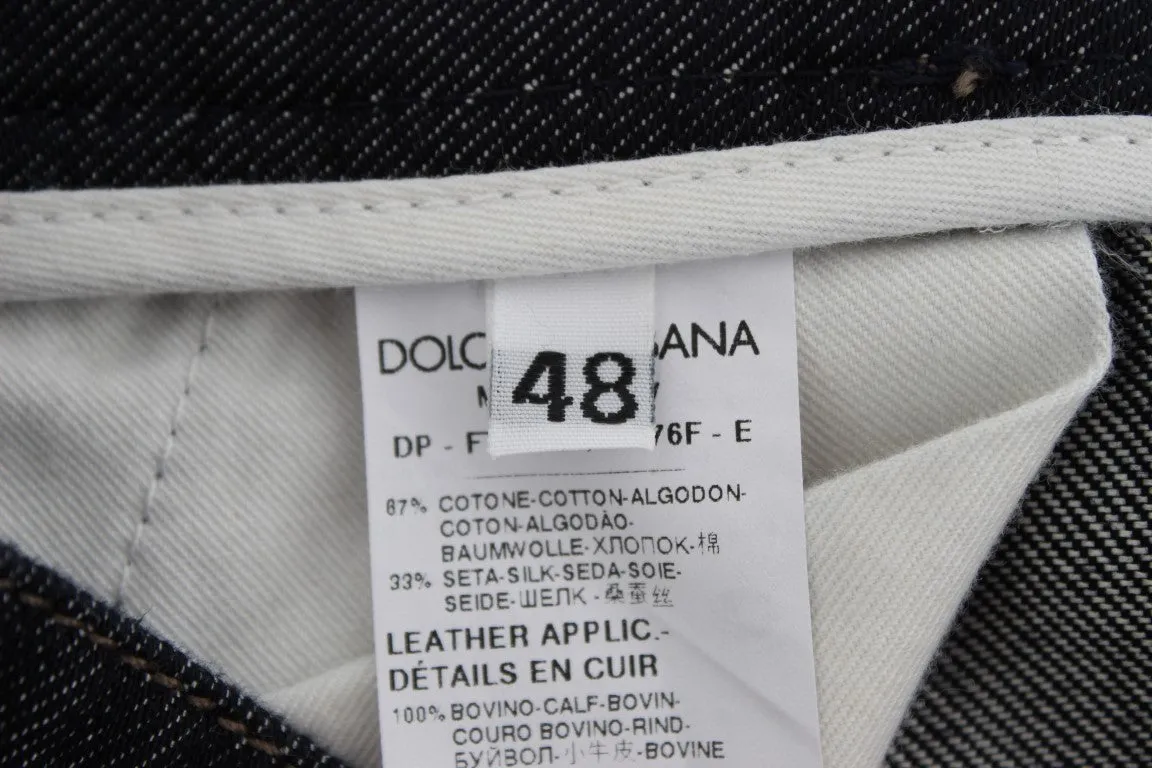 DOLC
ANA
48
DP - F
76F - E
67% COTONE-COTTON-ALGODON-
COTON-ALGODÀO-
BAUMWOLLE-ХЛОПОК-棉
33% SETA-SILK-SEDA-SOIE-
SEIDE-ШЕЛК -桑蚕丝
LEATHER APPLIC.-
DÉTAILS EN CUIR
100% BOVINO-CALF-BOVIN-
COURO BOVINO-RIND-
БУЙВОЛ-小牛皮-BOVINE